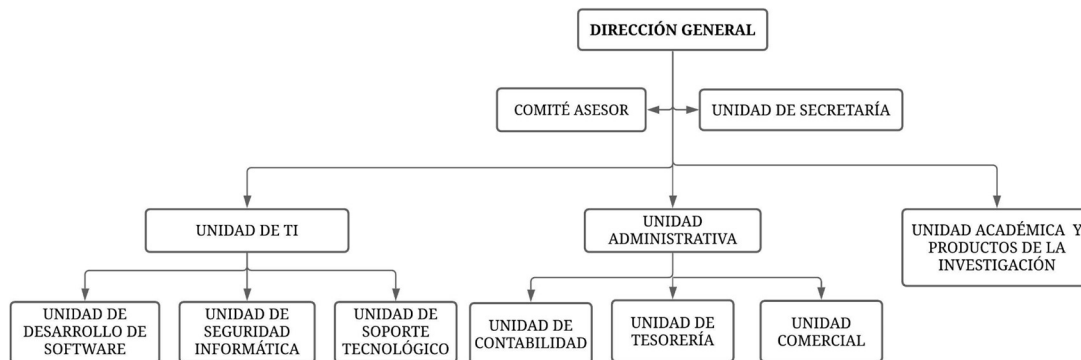 DIRECCIÓN GENERAL
COMITÉ ASESOR
UNIDAD DE SECRETARÍA
UNIDAD DE TI
UNIDAD
ADMINISTRATIVA
UNIDAD ACADÉMICA Y
PRODUCTOS DE LA
INVESTIGACIÓN
UNIDAD DE
DESARROLLO DE
SOFTWARE
UNIDAD DE
SEGURIDAD
INFORMÁTICA
UNIDAD DE
SOPORTE
TECNOLÓGICO
UNIDAD DE
CONTABILIDAD
UNIDAD DE
TESORERÍA
UNIDAD
COMERCIAL